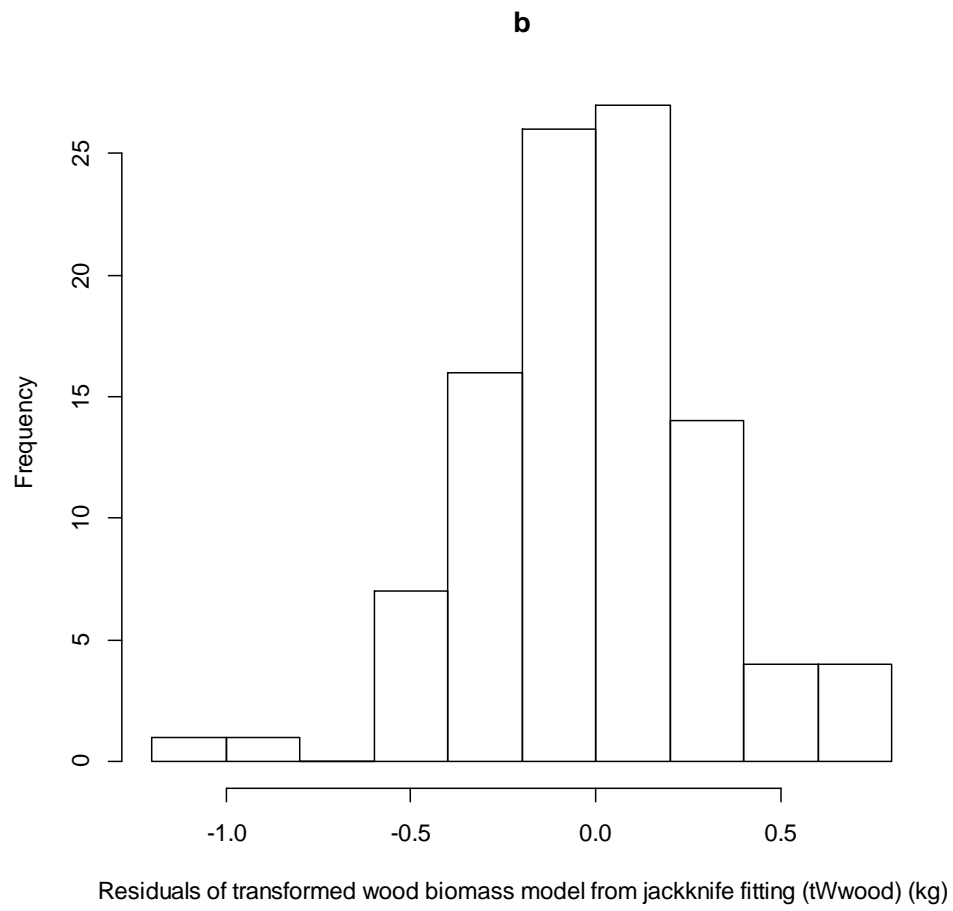 b
25
20
15
10
5
0
Frequency
-1.0 -0.5 0.0 0.5
Residuals of transformed wood biomass model from jackknife fitting (tWwood) (kg)